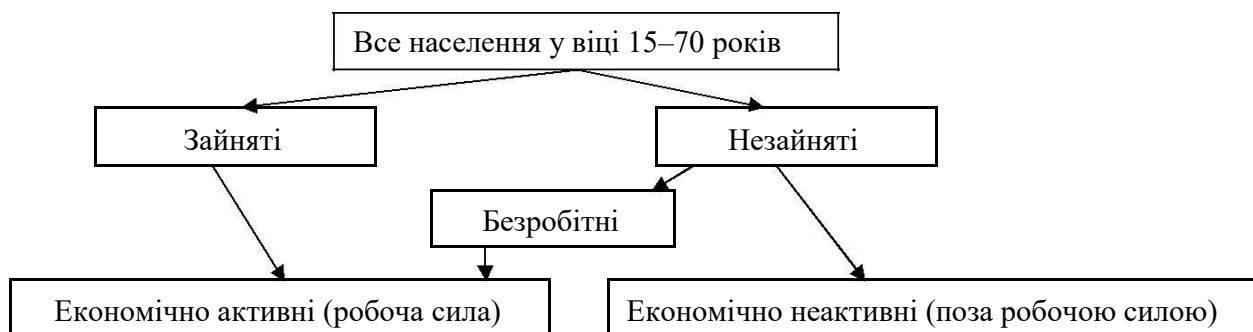 Все населення у віці 15–70 років
Зайняті
Незайняті
Безробітні
Економічно активні (робоча сила)
Економічно неактивні (поза робочою силою)